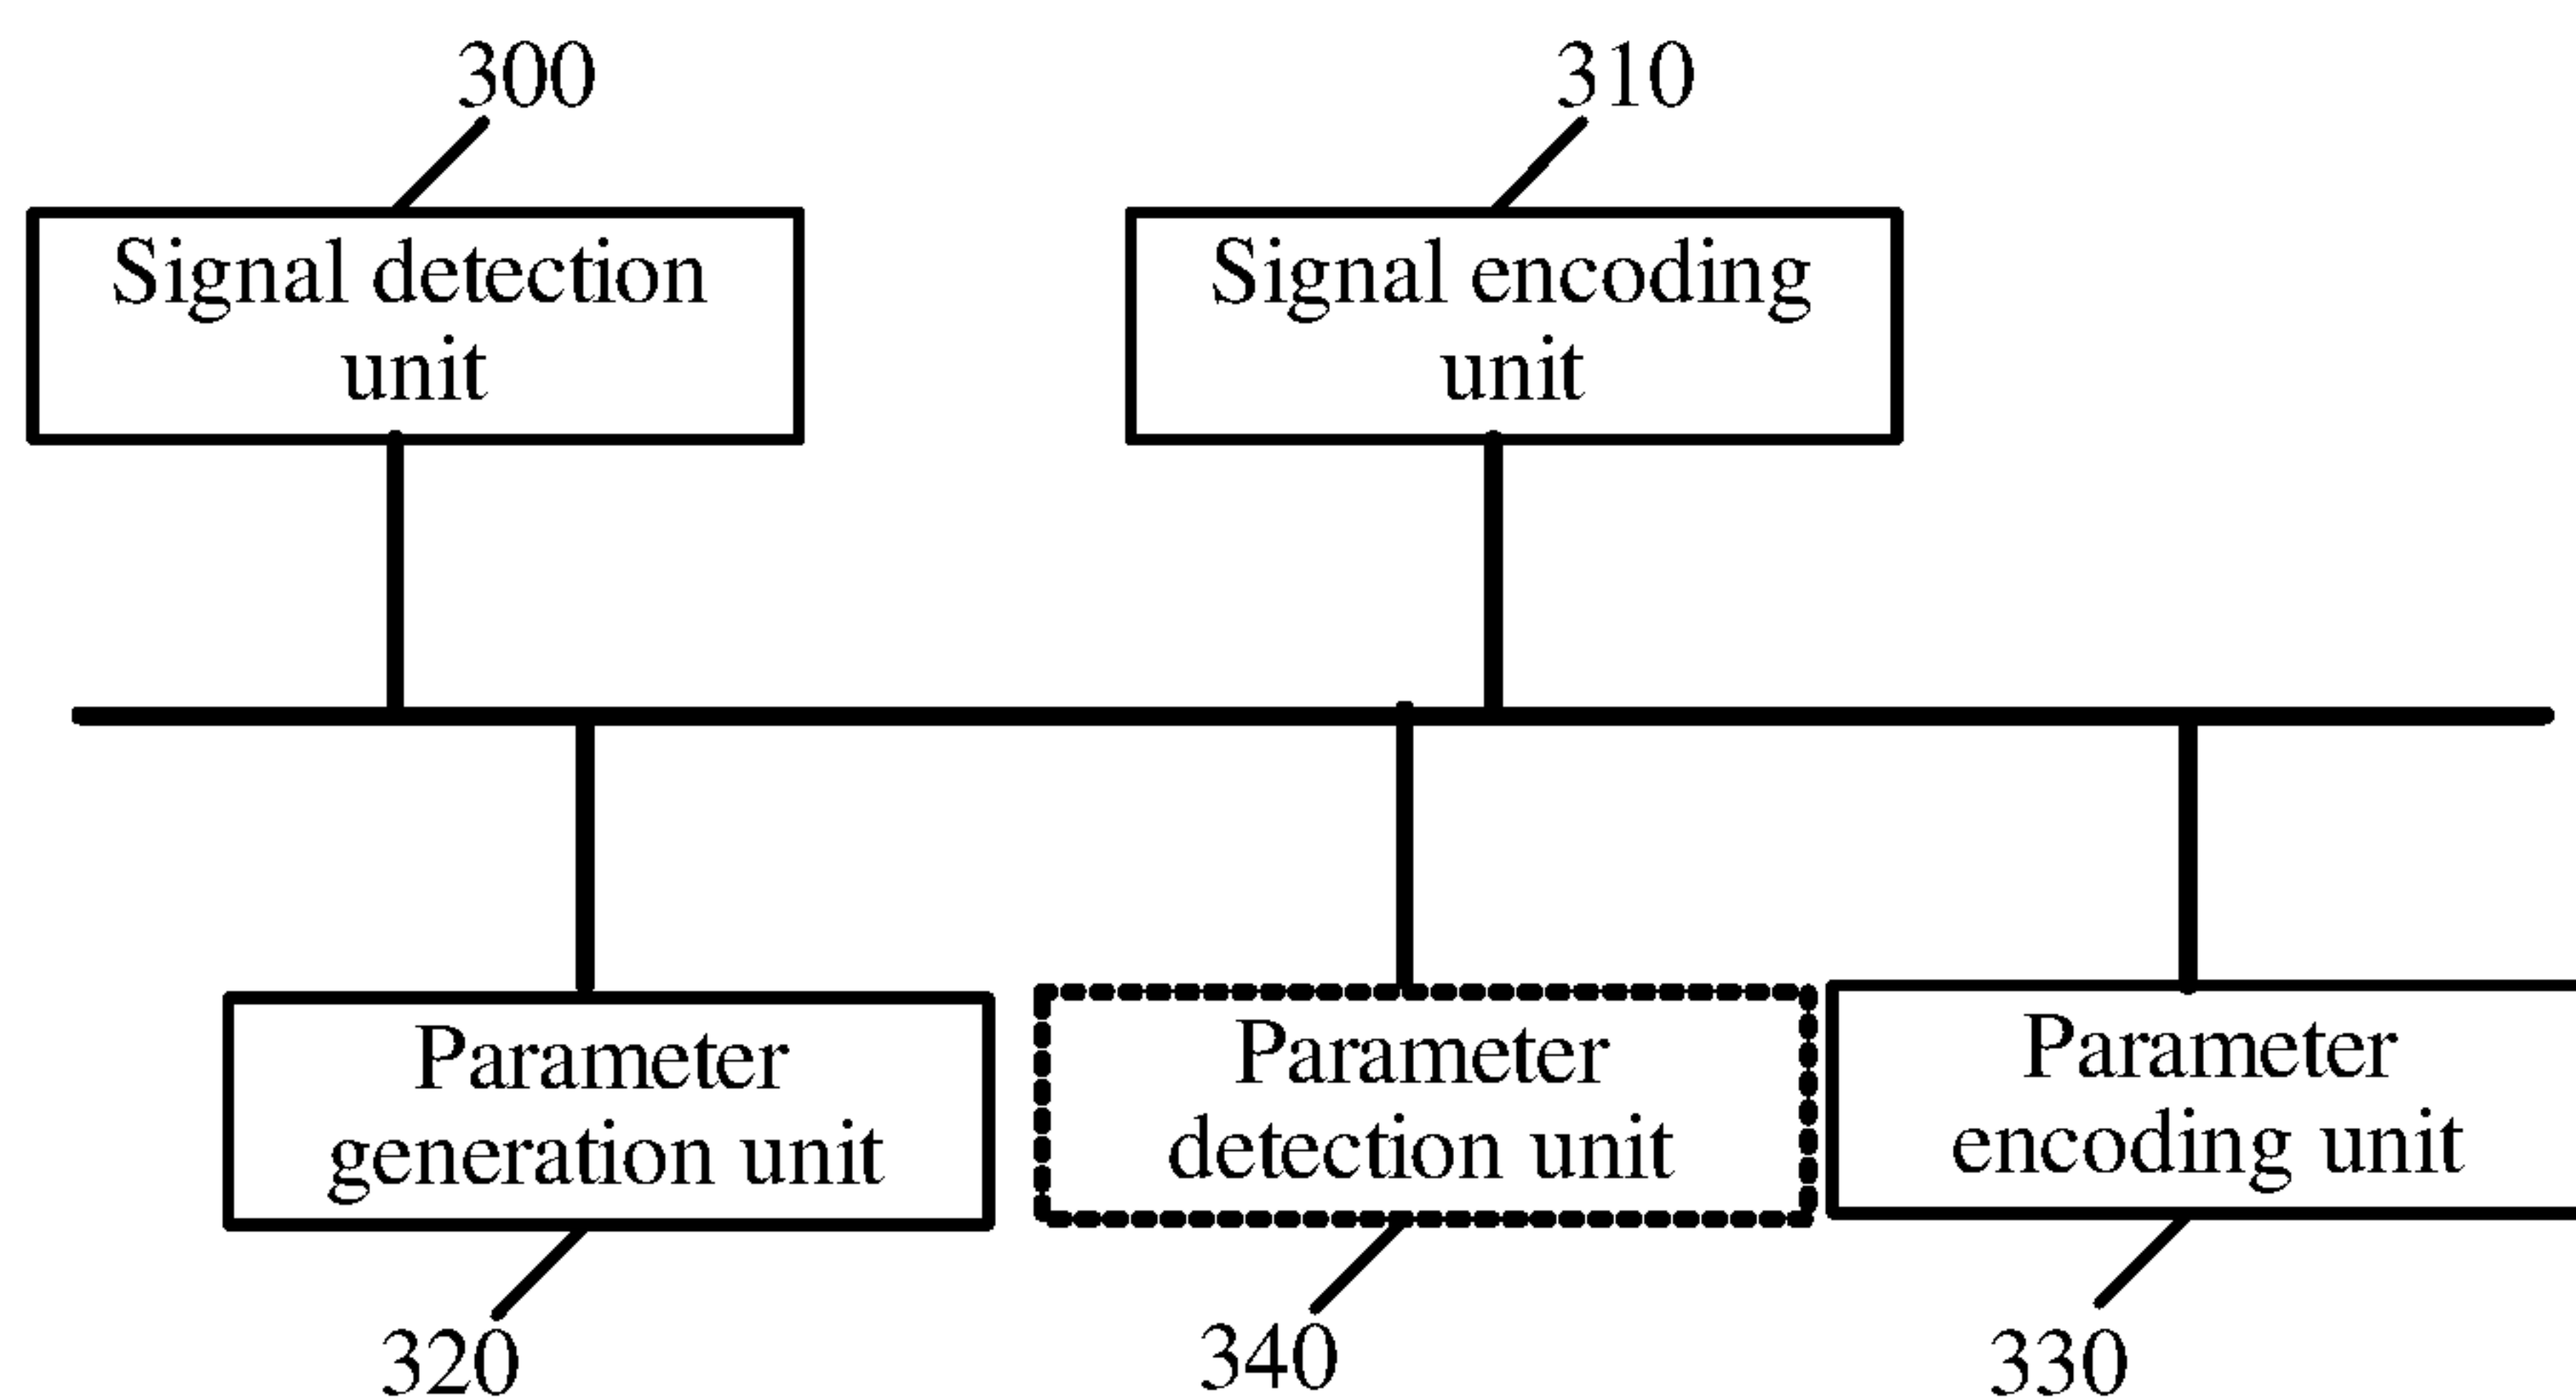 300
310
Signal detection
unit
Signal encoding
unit
Parameter
generation unit
Parameter
detection unit
Parameter
encoding unit
320
340
330